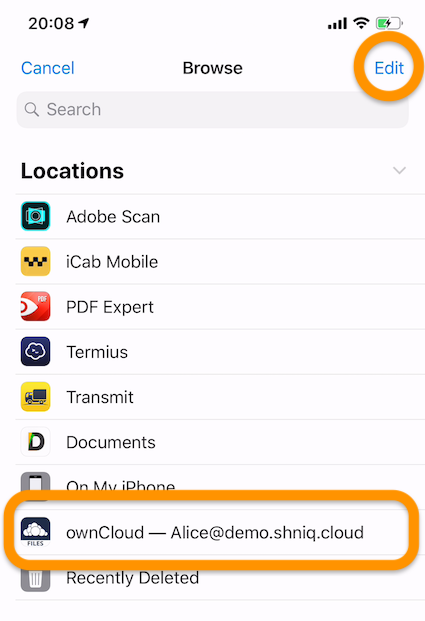 20:08
Cancel Browse Edit
Search
Locations
Adobe Scan
iCab Mobile
PDF
PDF Expert
Termius
Transmit
D Documents
On My iPhone
ownCloud — Alice@demo.shniq.cloud
FILES
Recently Deleted